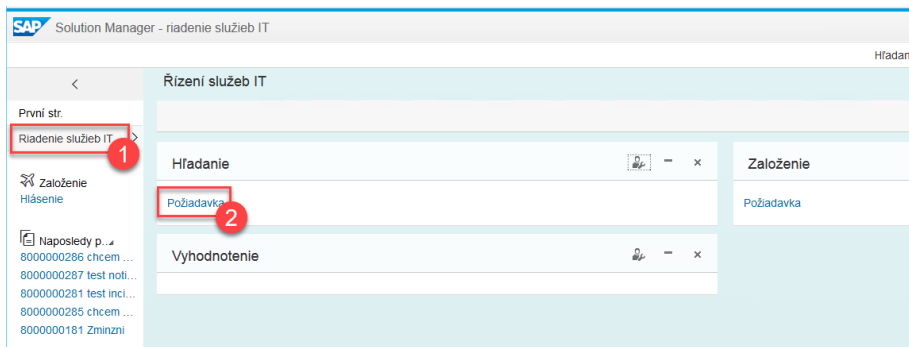 SAP Solution Manager - riadenie služieb IT
Hľadan
Řízení služeb IT
První str.
Riadenie služieb IT
1
Založenie
Hlásenie
Naposledy p...
8000000286 chcem ...
8000000287 test noti...
8000000281 test inci...
8000000285 chcem ...
8000000181 Zminzni
Hľadanie
Požiadavka
2
Vyhodnotenie
Založenie
Požiadavka